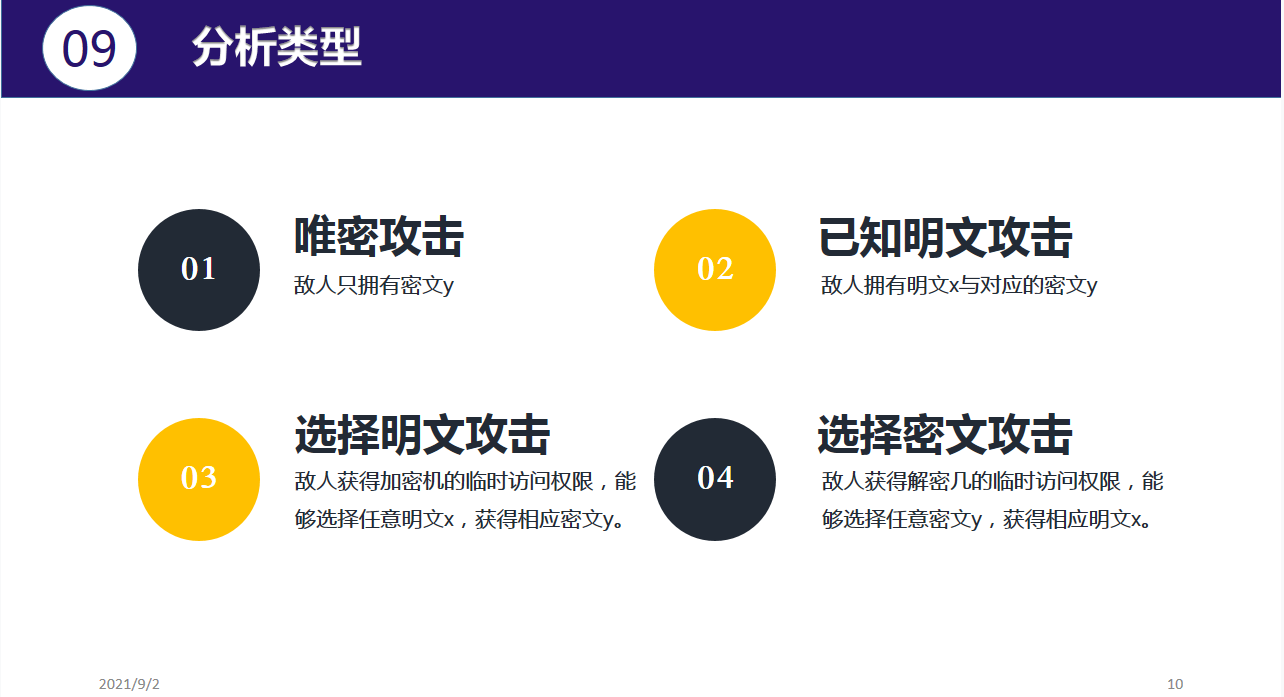 09
分析类型
01
唯密攻击
敌人只拥有密文y
02
已知明文攻击
敌人拥有明文x与对应的密文y
03
选择明文攻击
敌人获得加密机的临时访问权限，能
够选择任意明文x，获得相应密文y。
04
选择密文攻击
敌人获得解密几的临时访问权限，能
够选择任意密文y，获得相应明文x。
2021/9/2
10